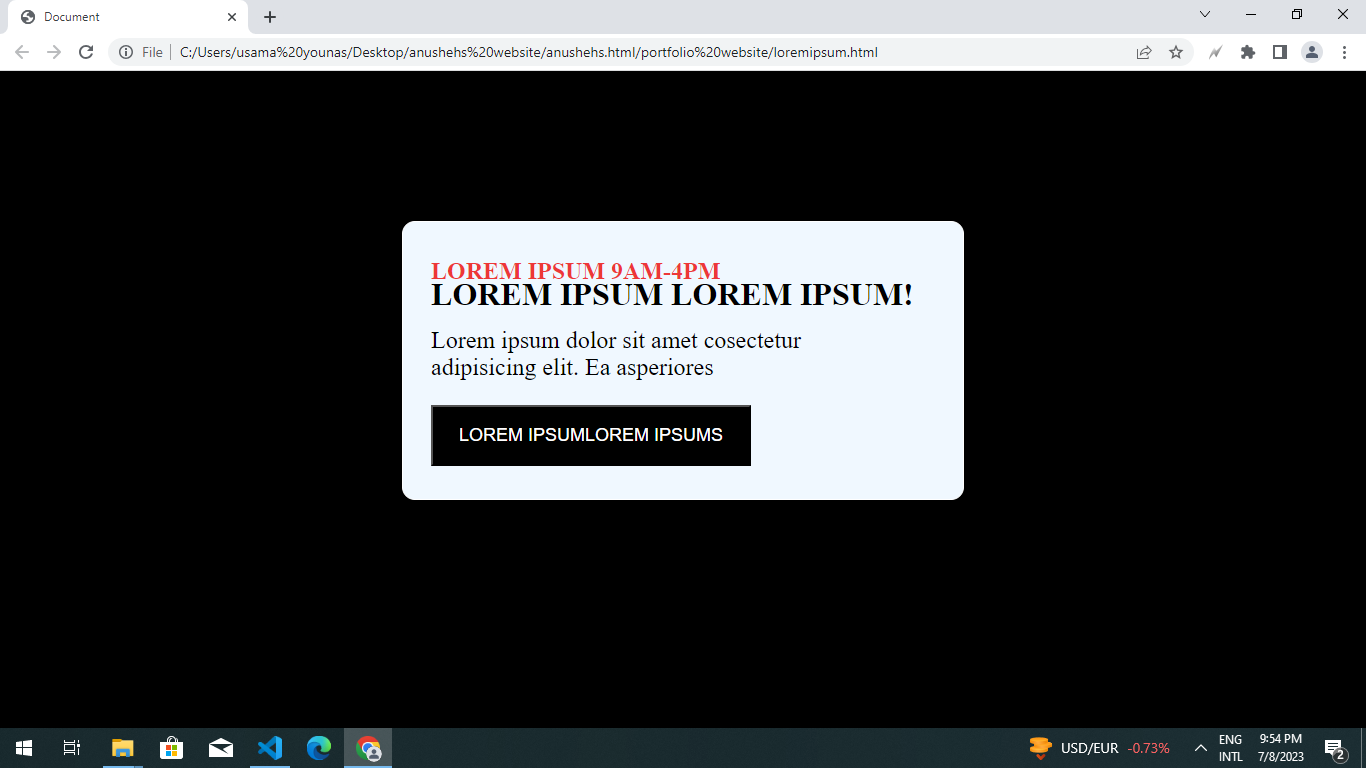 Document
File
C:/Users/usama%20younas/Desktop/anushehs%20website/anushehs.html/portfolio%20website/loremipsum.html
LOREM IPSUM 9AM-4PM
LOREM IPSUM LOREM IPSUM!
Lorem ipsum dolor sit amet cosectetur
adipisicing elit. Ea asperiores
LOREM IPSUMLOREM IPSUMS
USD/EUR -0.73%
ENG
INTL
9:54 PM
7/8/2023
2